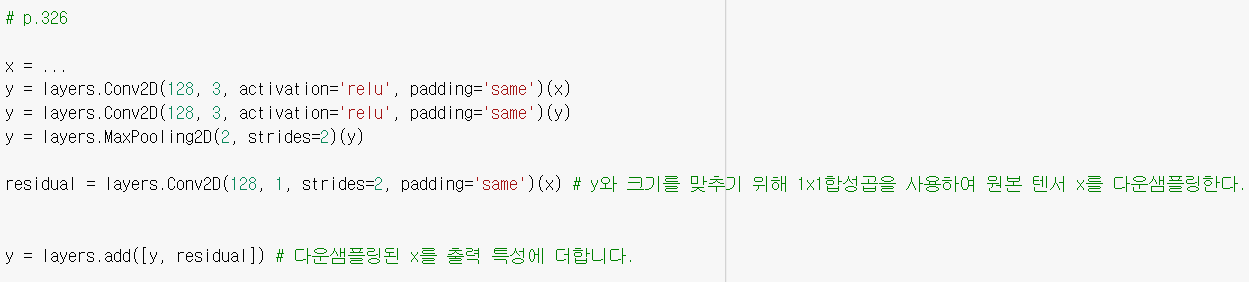 # p.326
x = ...
y = layers.Conv2D(128, 3, activation='relu', padding='same')(x)
y = layers.Conv2D(128, 3, activation='relu', padding='same')(y)
y = layers.MaxPooling2D(2, strides=2)(y)
residual = layers.Conv2D(128, 1, strides=2, padding='same')(x) # y와 크기를 맞추기 위해 1x1합성곱을 사용하여 원본 텐서 x를 다운샘플링한다.
y = layers.add([y, residual]) # 다운샘플링된 x를 출력 특성에 더합니다.